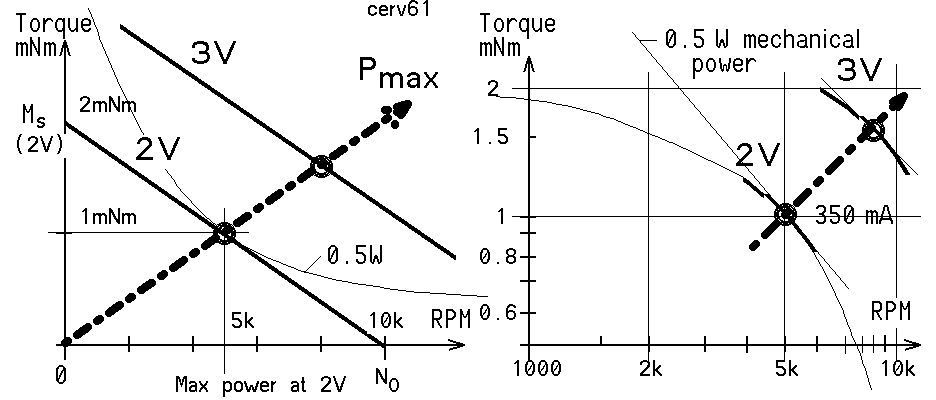 cerv61
Torque
mNm
3V
Pmax
2mNm
Ms
(2V)
2V
1mNm
0.5W
5k
10k
RPM
0
Max power at 2V
N0
Torque
mNm
0.5 W mechanical
power
3V
2
1.5
2V
1
350 mA
0.8
0.6
RPM
1000
2k
5k
10k